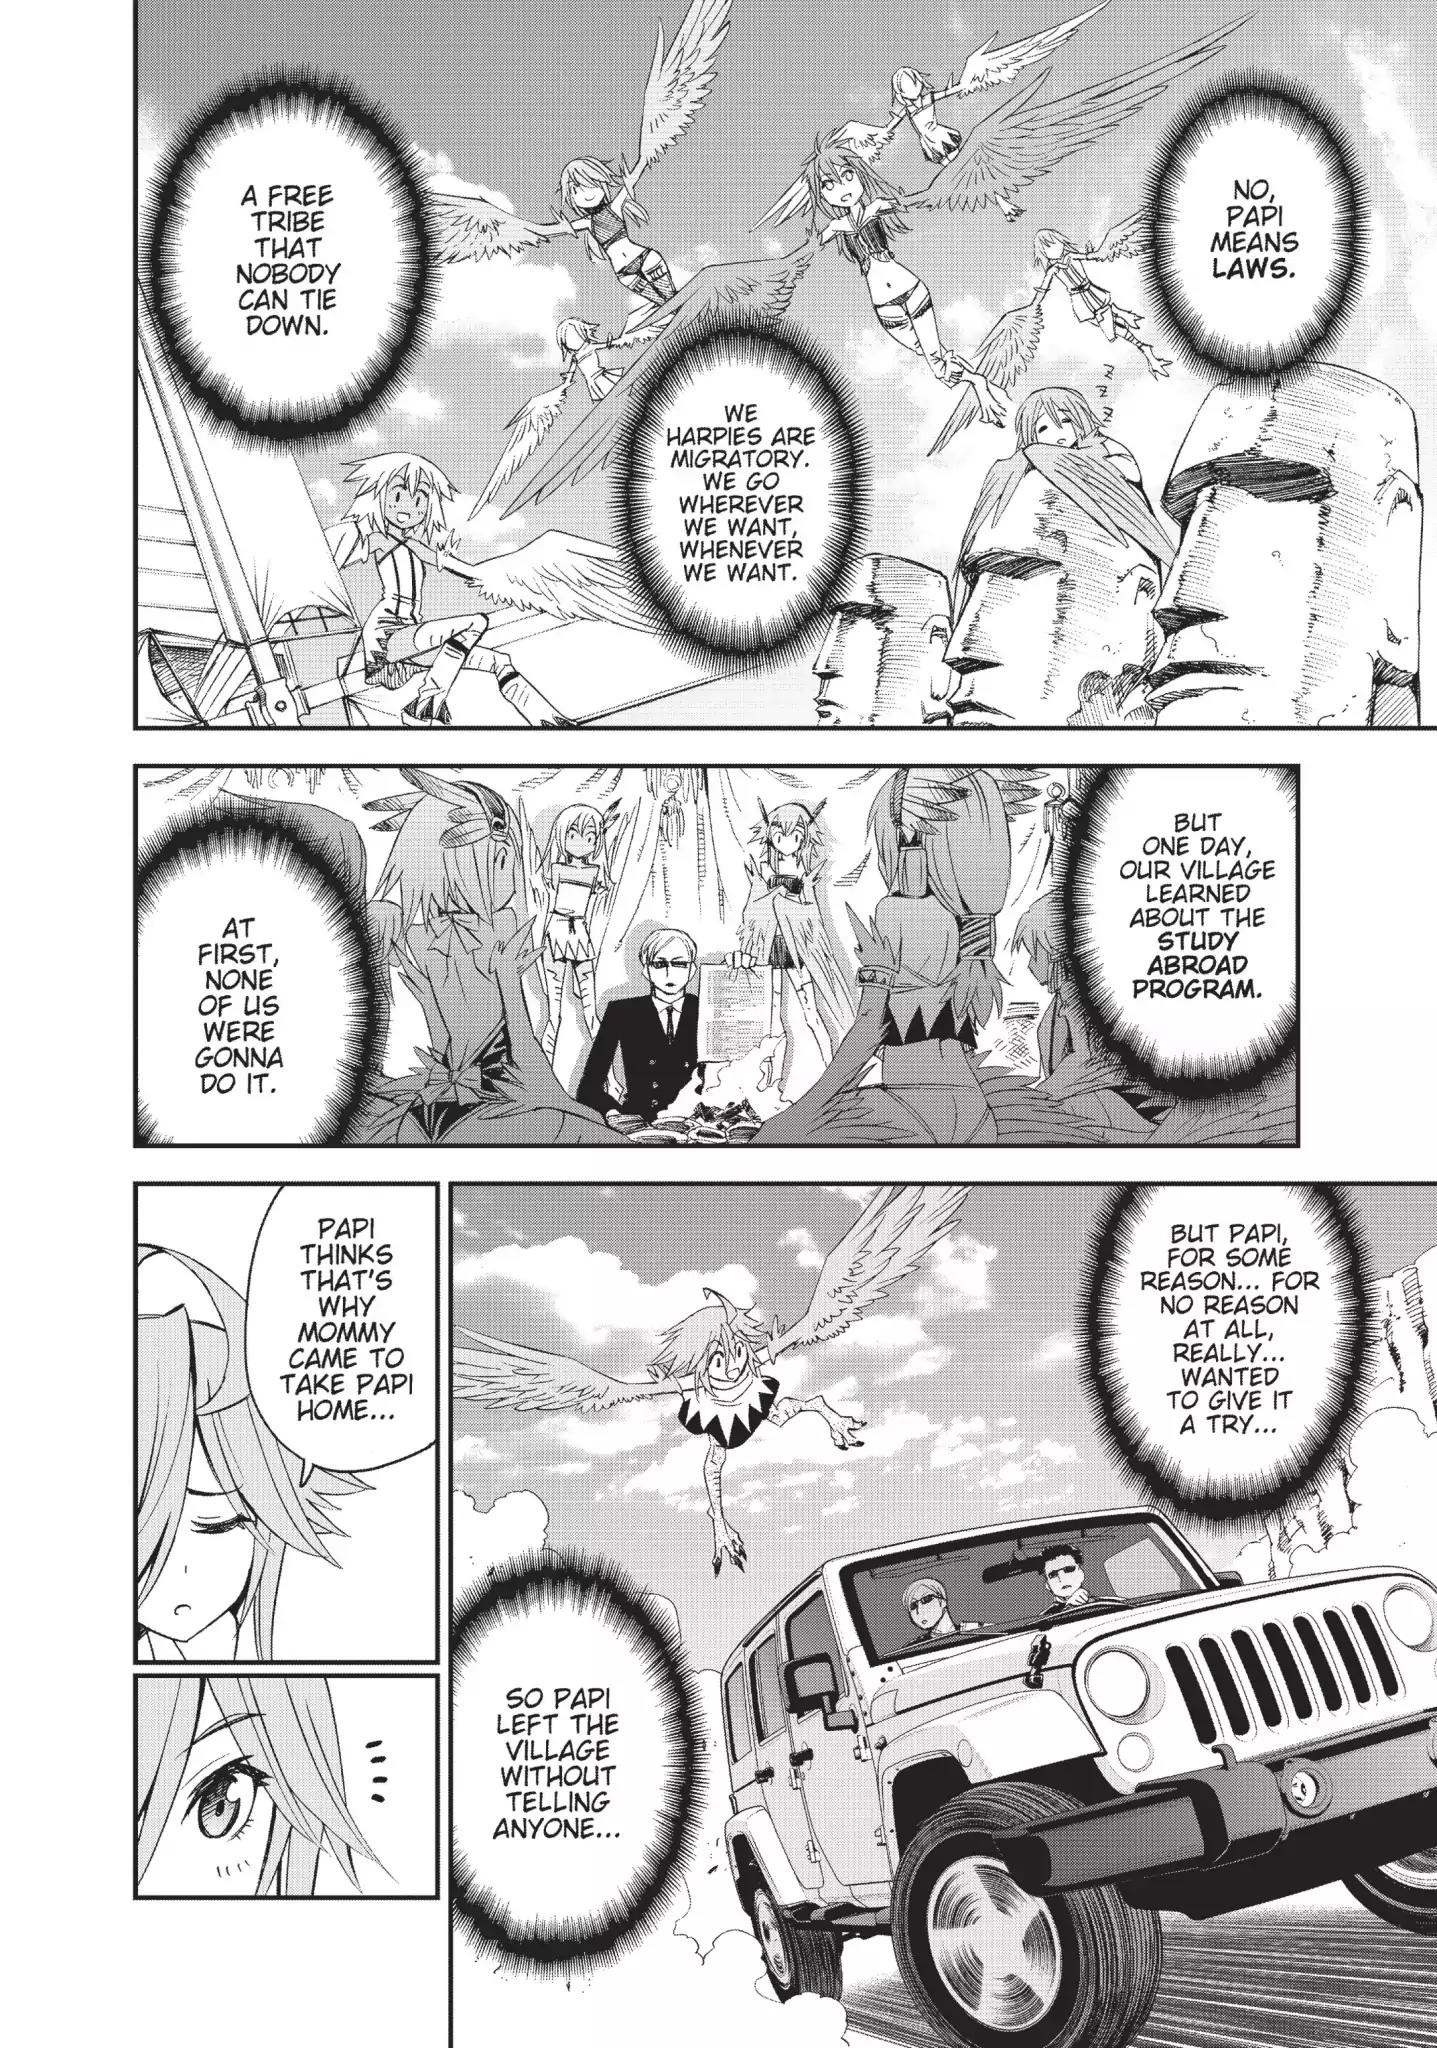 NO,
PAPI
MEANS
LAWS.
WE
HARPIES ARE
MIGRATORY.
WE GO
WHEREVER
WE WANT,
WHENEVER
WE WANT.
A FREE
TRIBE
THAT
NOBODY
CAN TIE
DOWN.
Z
Z
Z
BUT
ONE DAY,
OUR VILLAGE
LEARNED
ABOUT THE
STUDY
ABROAD
PROGRAM.
AT
FIRST,
NONE
OF US
WERE
GONNA
DO IT.
BUT PAPI,
FOR SOME
REASON... FOR
NO REASON
AT ALL,
REALLY...
WANTED
TO GIVE IT
A TRY...
SO PAPI
LEFT THE
VILLAGE
WITHOUT
TELLING
ANYONE...
PAPI
THINKS
THAT'S
WHY
MOMMY
CAME TO
TAKE PAPI
HOME...